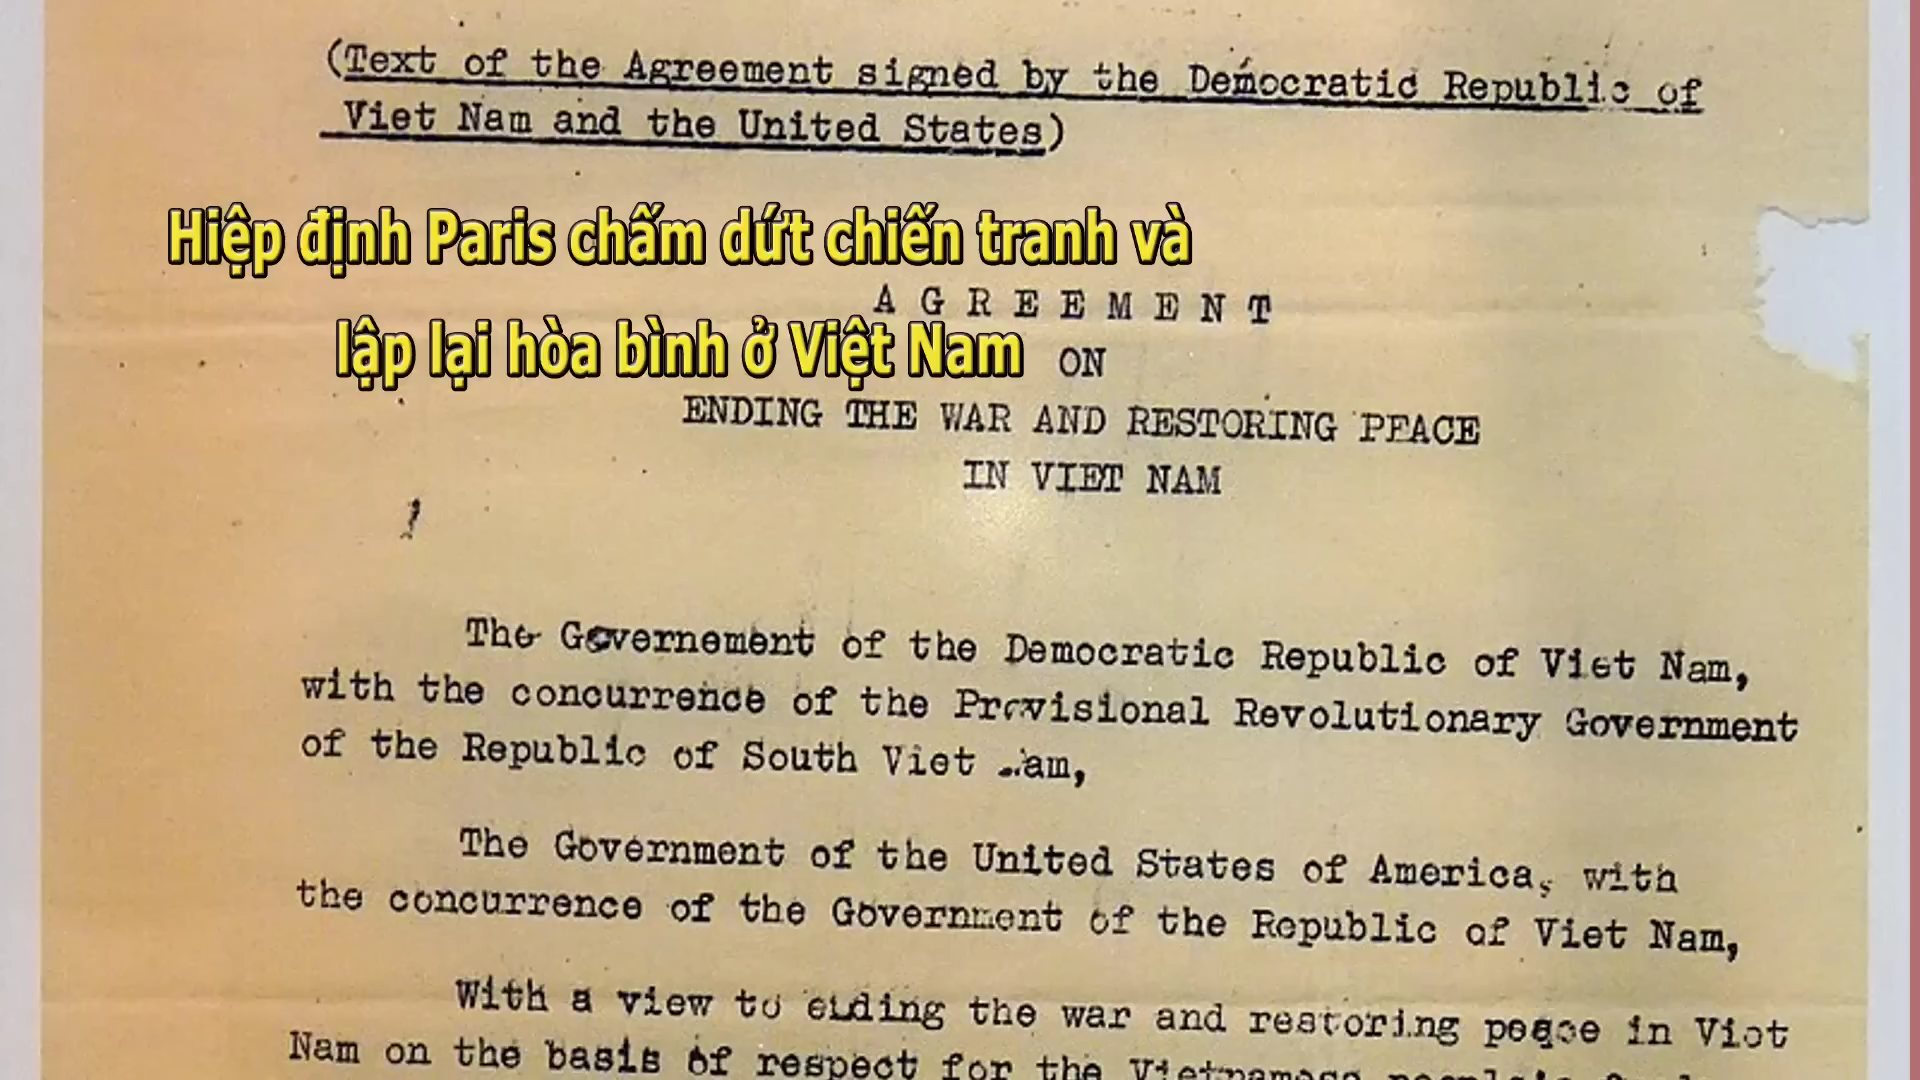 (Text of the Agreement signed by the Democratic Republic of
Viet Nam and the United States)
Hiệp định Paris chấm dứt chiến tranh và
lập lại hòa bình ở Việt Nam
AGREEMENT
ON
ENDING THE WAR AND RESTORING PEACE
IN VIET NAM
The Governement of the Democratic Republic of Viet Nam,
with the concurrence of the Provisional Revolutionary Government
of the Republic of South Viet
The Government of the United States of America, with
the concurrence of the Government of the Republic of Viet Nam,
With a view to ending the war and restoring peace in Viet
Nam on the basis of respect for the Vietnamese people's